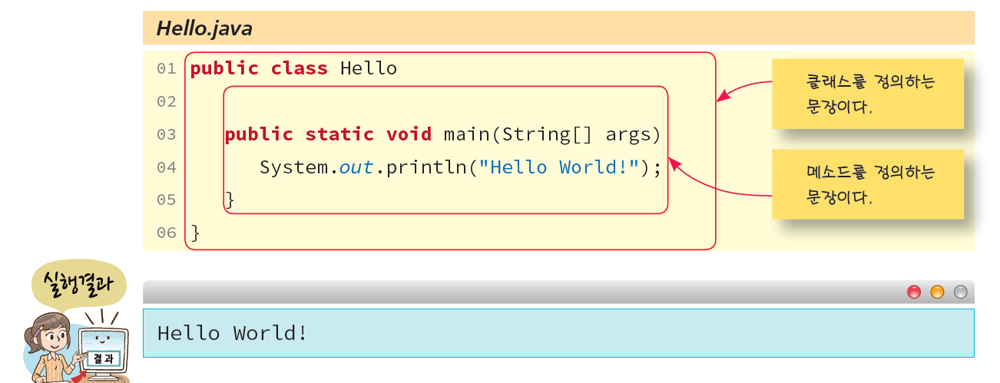 Hello.java
01 public class Hello
02
03 public static void main(String[] args)
04 System.out.println("Hello World!");
05 }
06 }
클래스를 정의하는
문장이다.
메소드를 정의하는
문장이다.
실행결과
결과
Hello World!